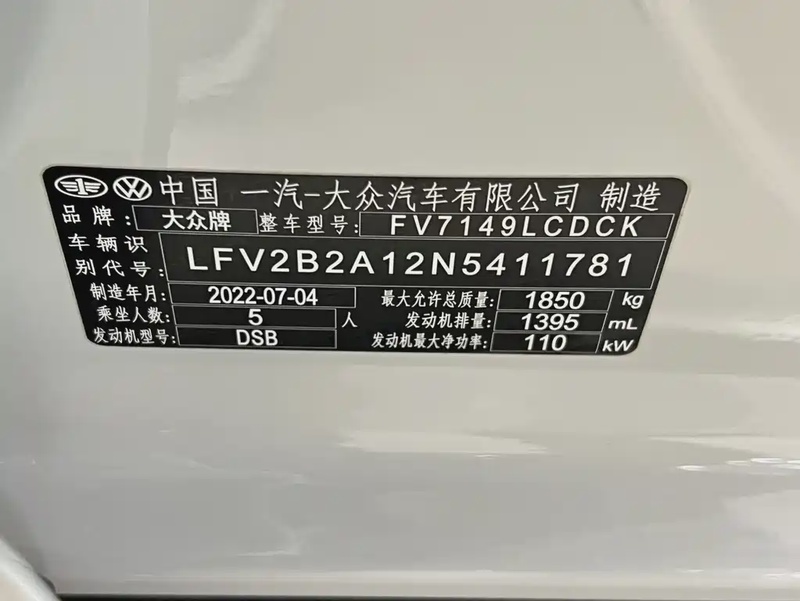 中国 一汽-大众汽车有限公司 制造
品牌: 大众牌 整车型号: FV7149LCDCK
车辆识别代号: LFV2B2A12N5411781
制造年月: 2022-07-04 最大允许总质量: 1850 kg
乘坐人数: 5 人 发动机排量: 1395 mL
发动机型号: DSB 发动机最大净功率: 110 kW